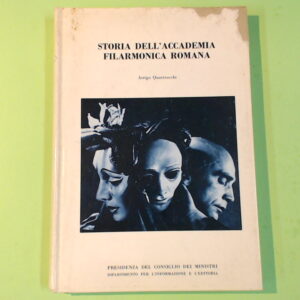 STORIA DELL'ACCADEMIA
FILARMONICA ROMANA
Arrigo Quattrocchi
PRESIDENZA DEL CONSIGLIO DEI MINISTRI
DIPARTIMENTO PER L'INFORMAZIONE E L'EDITORIA